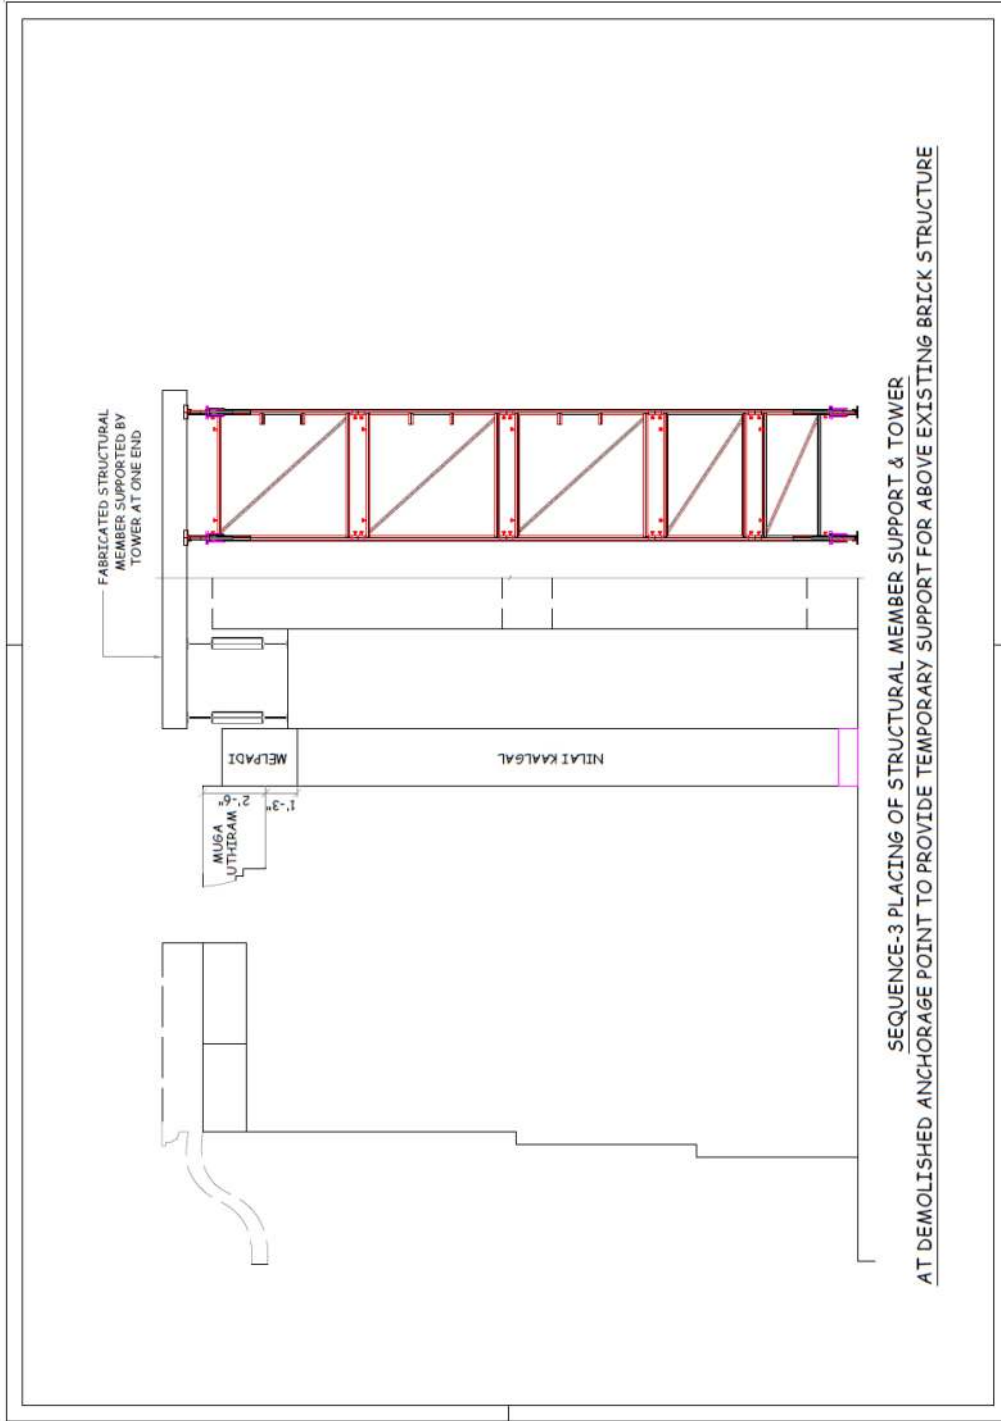 FABRICATED STRUCTURAL
MEMBER SUPPORTED BY
TOWER AT ONE END
MELPADI
NILAI KAALGAL
2'-6"
1'-3"
MUGA
UTHIRAM
SEQUENCE-3 PLACING OF STRUCTURAL MEMBER SUPPORT & TOWER
AT DEMOLISHED ANCHORAGE POINT TO PROVIDE TEMPORARY SUPPORT FOR ABOVE EXISTING BRICK STRUCTURE